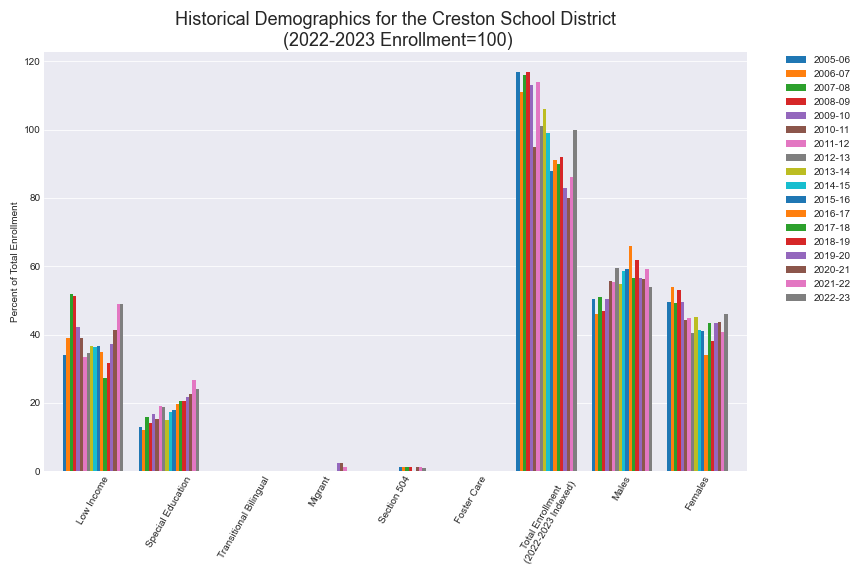 Historical Demographics for the Creston School District
(2022-2023 Enrollment=100)
Percent of Total Enrollment
120
100
80
60
40
20
0
Low Income
Special Education
Transitional Bilingual
Migrant
Section 504
Foster Care
Total Enrollment
(2022-2023 Indexed)
Males
Females
2005-06
2006-07
2007-08
2008-09
2009-10
2010-11
2011-12
2012-13
2013-14
2014-15
2015-16
2016-17
2017-18
2018-19
2019-20
2020-21
2021-22
2022-23